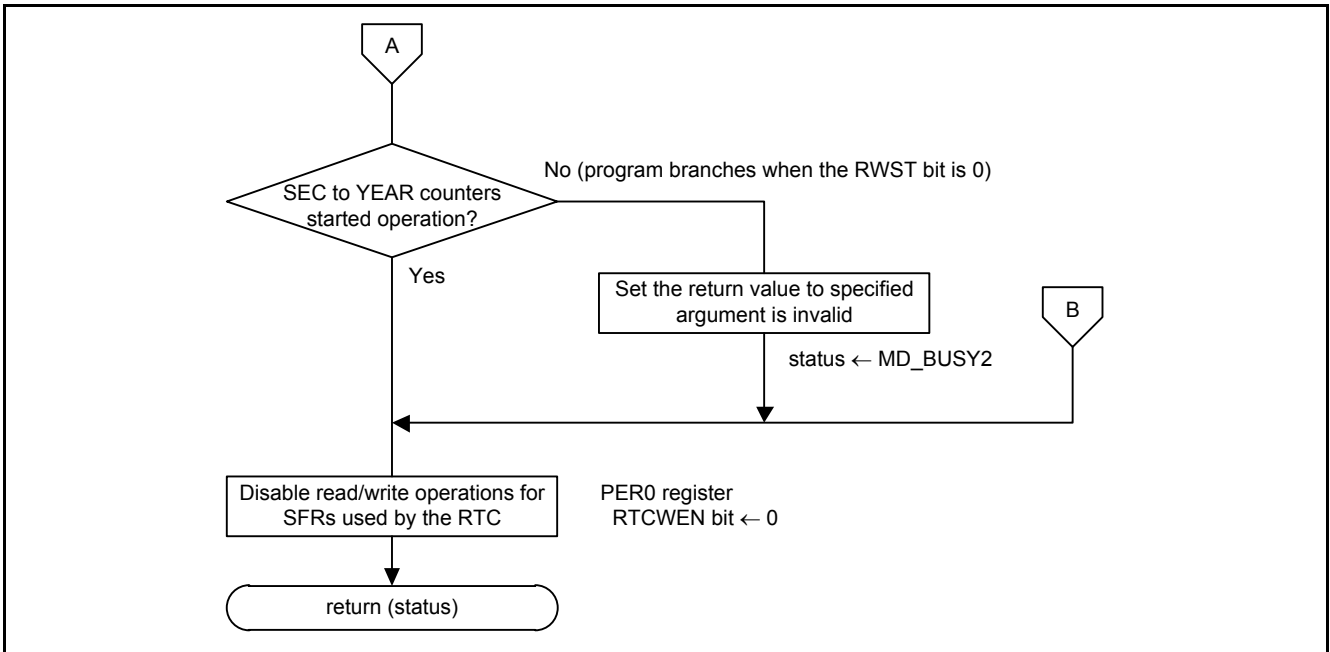 A
SEC to YEAR counters
started operation?
No (program branches when the RWST bit is 0)
Yes
Set the return value to specified
argument is invalid
B
status ← MD_BUSY2
Disable read/write operations for
SFRs used by the RTC
PER0 register
RTCWEN bit ← 0
return (status)